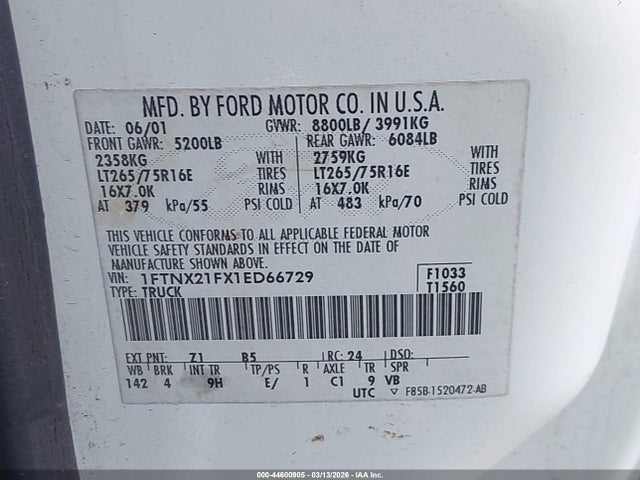 MFD. BY FORD MOTOR CO. IN U.S.A.
DATE: 06/01 GVWR: 8800LB/ 3991KG
FRONT GAWR: 5200LB REAR GAWR: 6084LB
2358KG WITH 2759KG WITH
LT265/75R16E TIRES LT265/75R16E TIRES
16X7.0K RIMS 16X7.0K RIMS
AT 379 kPa/55 PSI COLD AT 483 kPa/70 PSI COLD
THIS VEHICLE CONFORMS TO ALL APPLICABLE FEDERAL MOTOR
VEHICLE SAFETY STANDARDS IN EFFECT ON THE DATE OF
MANUFACTURE SHOWN ABOVE.
VIN: 1FTNX21FX1ED66729 F1033
TYPE: TRUCK T1560
EXT PNT: Z1 B5 RC: 24 DSO:
WB BRK INT TR TP/PS R AXLE TR SPR
142 4 9H E/ 1 C1 9 VB
UTC ▽ F85B-1520472-AB
000-44600905 - 03/13/2026 - IAA Corp.